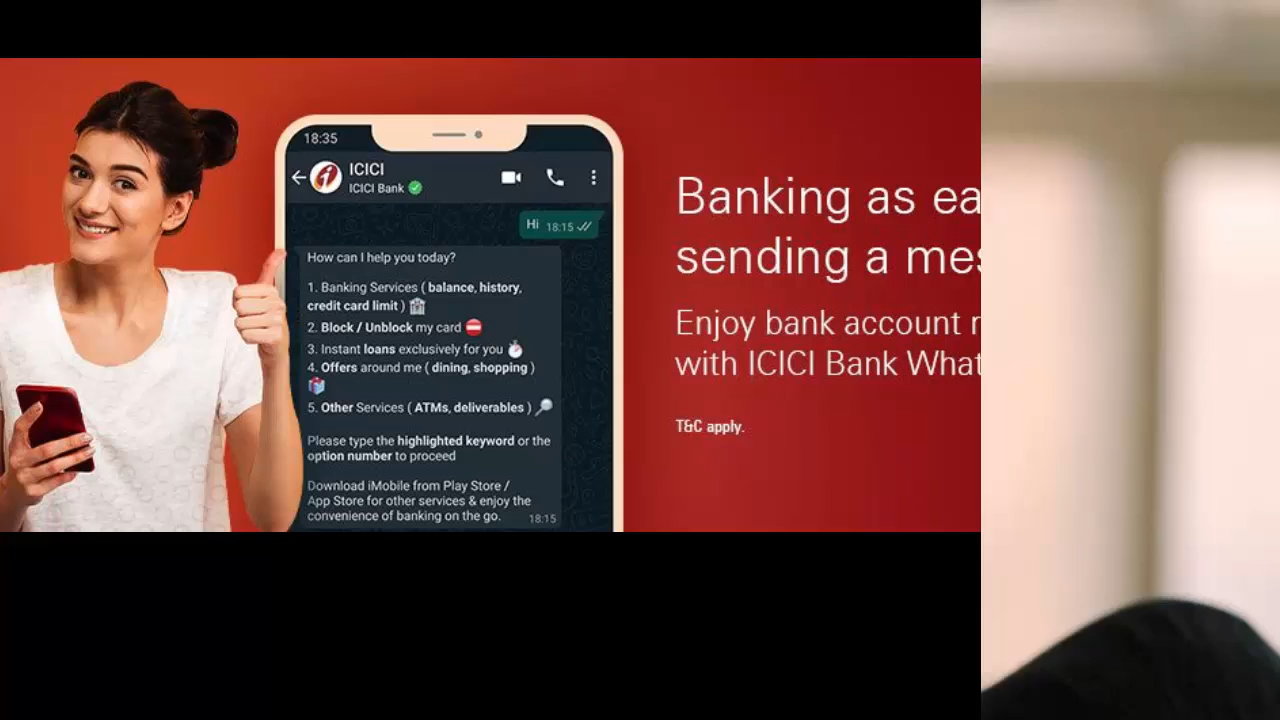 18:35
ICICI
ICICI Bank
Hi 18:15
How can I help you today?
1. Banking Services ( balance, history,
credit card limit )
2. Block / Unblock my card
3. Instant loans exclusively for you
4. Offers around me ( dining, shopping )
5. Other Services ( ATMs, deliverables )
Please type the highlighted keyword or the
option number to proceed
Download iMobile from Play Store /
App Store for other services & enjoy the
convenience of banking on the go. 18:15
Banking as ea
sending a mes
Enjoy bank account
with ICICI Bank What
T&C apply.